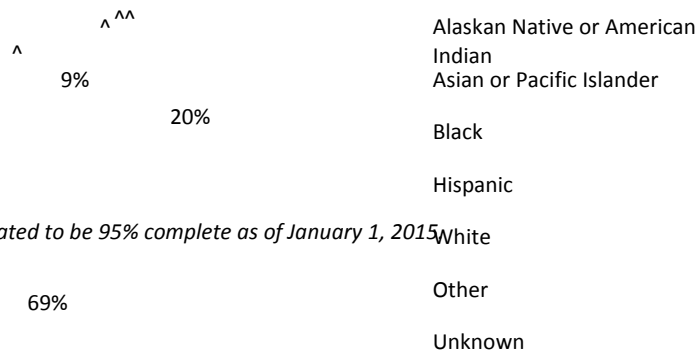 ^ ^^
^
9%
20%
ated to be 95% complete as of January 1, 2015
69%
Alaskan Native or American
Indian
Asian or Pacific Islander
Black
Hispanic
White
Other
Unknown